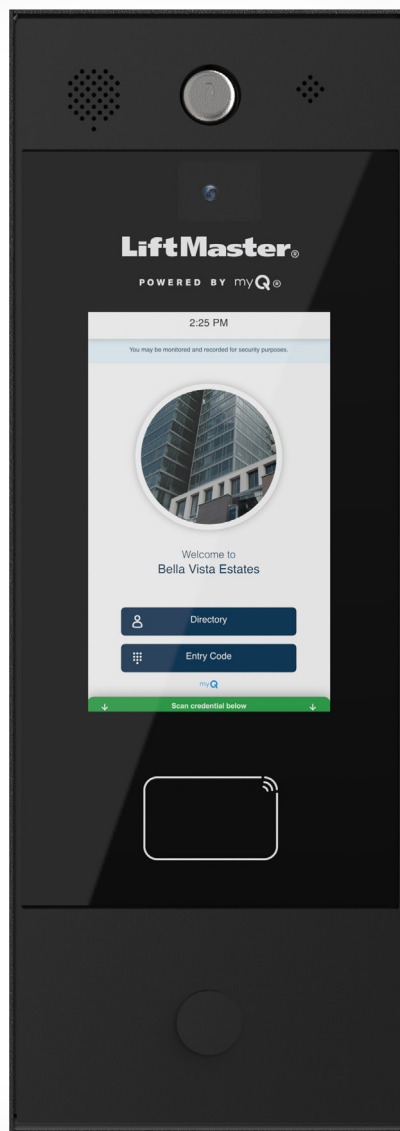 LiftMaster®
POWERED BY myQ®
2:25 PM
You may be monitored and recorded for security purposes.
Welcome to
Bella Vista Estates
Directory
Entry Code
myQ
Scan credential below